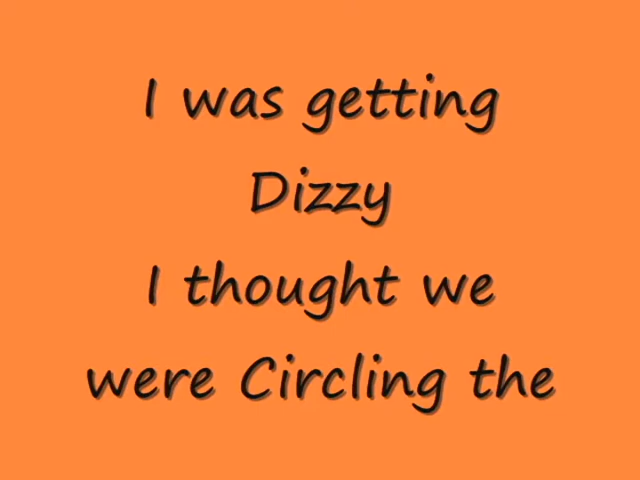 I was getting
Dizzy
I thought we
were Circling the